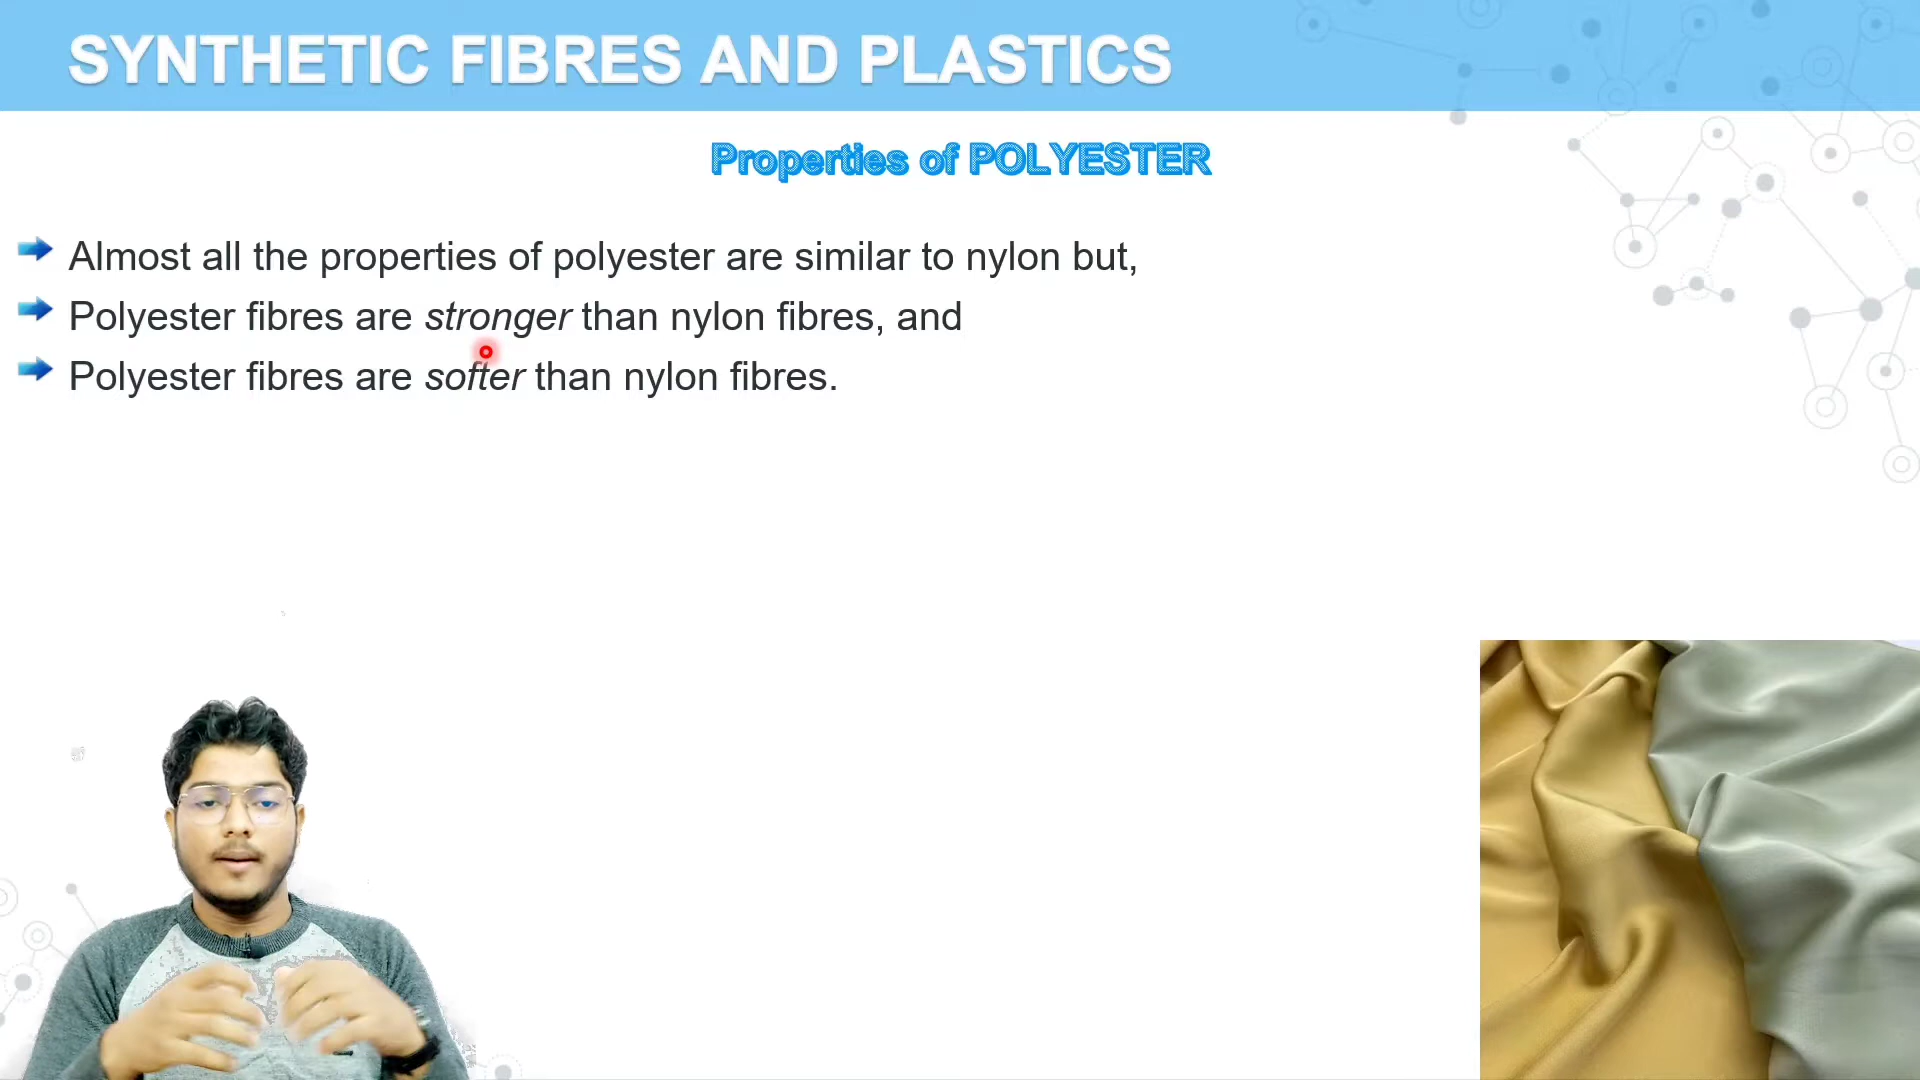 SYNTHETIC FIBRES AND PLASTICS
Properties of POLYESTER
Almost all the properties of polyester are similar to nylon but,
Polyester fibres are stronger than nylon fibres, and
Polyester fibres are softer than nylon fibres.